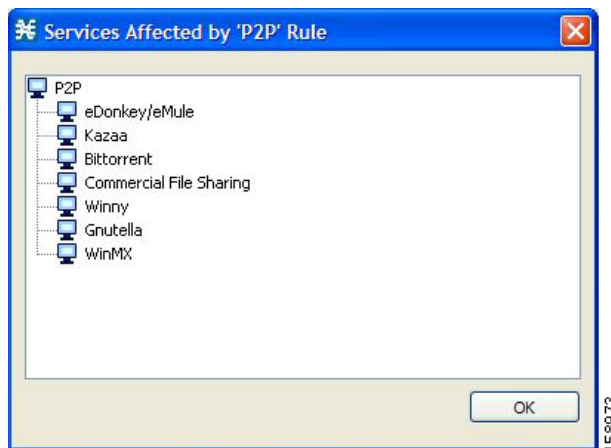 Services Affected by 'P2P' Rule
P2P
eDonkey/eMule
Kazaa
Bittorrent
Commercial File Sharing
Winny
Gnutella
WinMX
OK